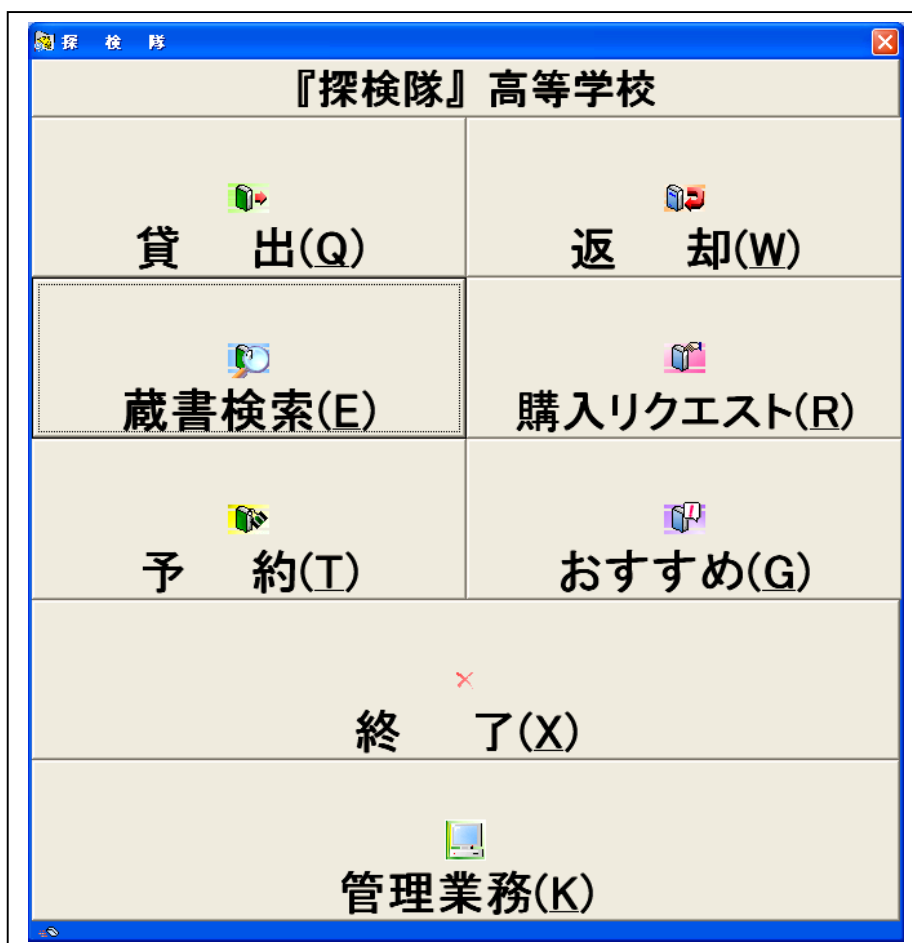 探 検 隊
『探検隊』高等学校
貸 出(Q)
返 却(W)
蔵書検索(E)
購入リクエスト(R)
予 約(T)
おすすめ(G)
終 了(X)
管理業務(K)